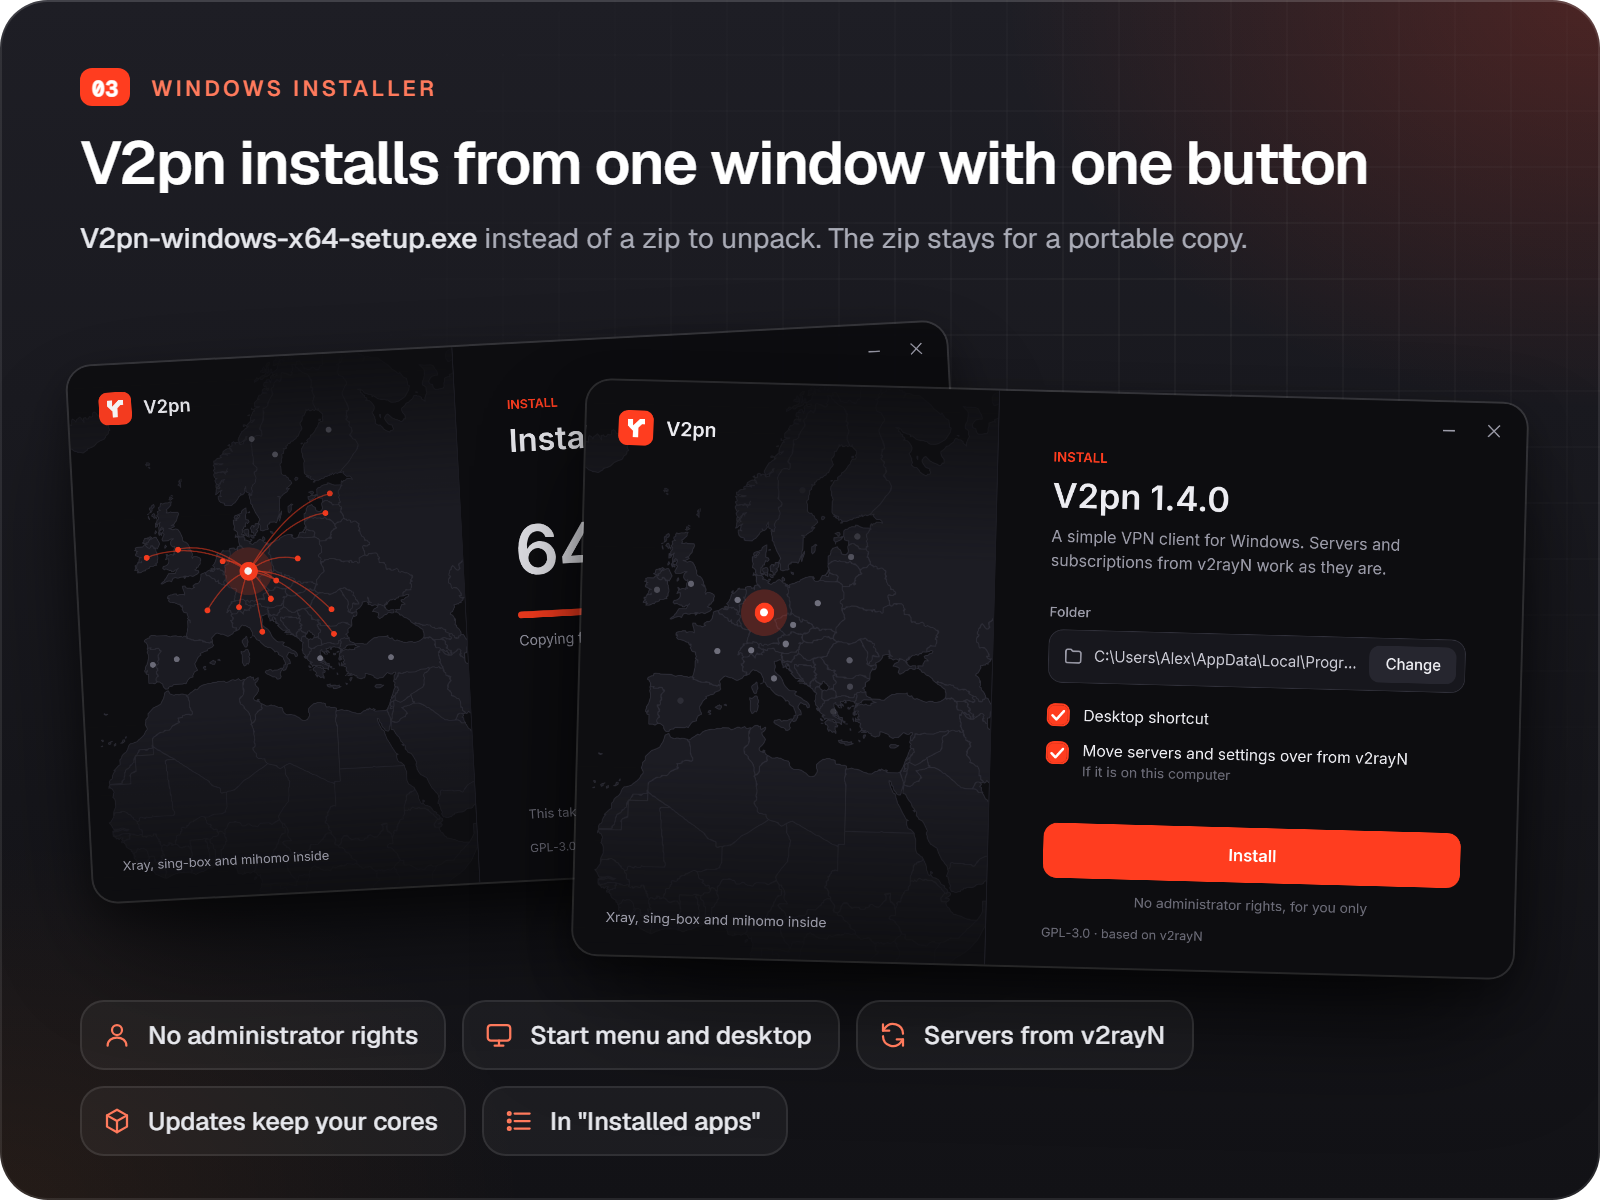 03 WINDOWS INSTALLER
V2pn installs from one window with one button
V2pn-windows-x64-setup.exe instead of a zip to unpack. The zip stays for a portable copy.
V2pn
INSTALL
Insta
64
Copying f
This tak
GPL-3.0
Xray, sing-box and mihomo inside
V2pn
Xray, sing-box and mihomo inside
INSTALL
V2pn 1.4.0
A simple VPN client for Windows. Servers and
subscriptions from v2rayN work as they are.
Folder
C:\Users\Alex\AppData\Local\Progr... Change
Desktop shortcut
Move servers and settings over from v2rayN
If it is on this computer
Install
No administrator rights, for you only
GPL-3.0 · based on v2rayN
No administrator rights
Start menu and desktop
Servers from v2rayN
Updates keep your cores
In "Installed apps"